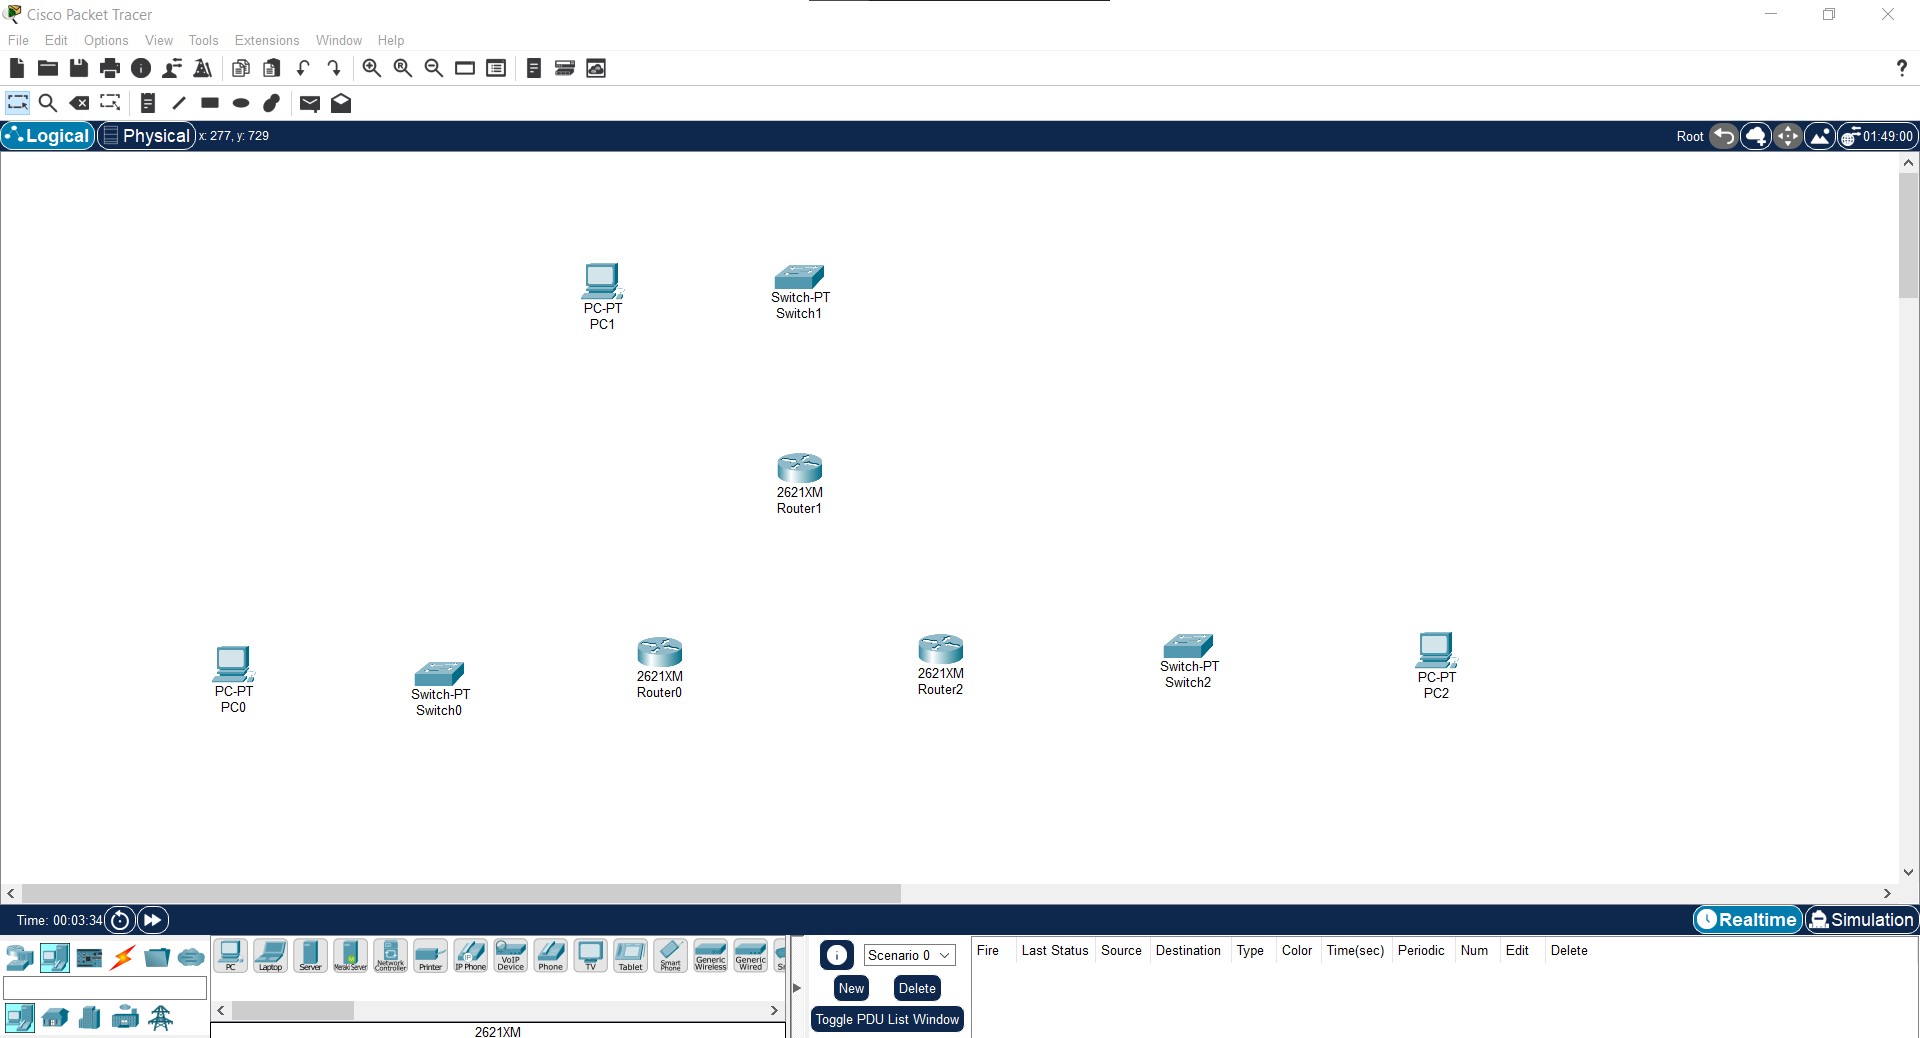 Cisco Packet Tracer
File Edit Options View Tools Extensions Window Help
?
Logical Physical x: 277, y: 729 Root 01:49:00
PC-PT
PC1
Switch-PT
Switch1
2621XM
Router1
PC-PT
PC0
Switch-PT
Switch0
2621XM
Router0
2621XM
Router2
Switch-PT
Switch2
PC-PT
PC2
Time: 00:03:34 Realtime Simulation
PC Laptop Server Meraki Server Network Controller Printer IP Phone VoIP Device Phone TV Tablet Smart Phone Generic Wireless Generic Wired
2621XM
Scenario 0
New Delete
Toggle PDU List Window
Fire Last Status Source Destination Type Color Time(sec) Periodic Num Edit Delete